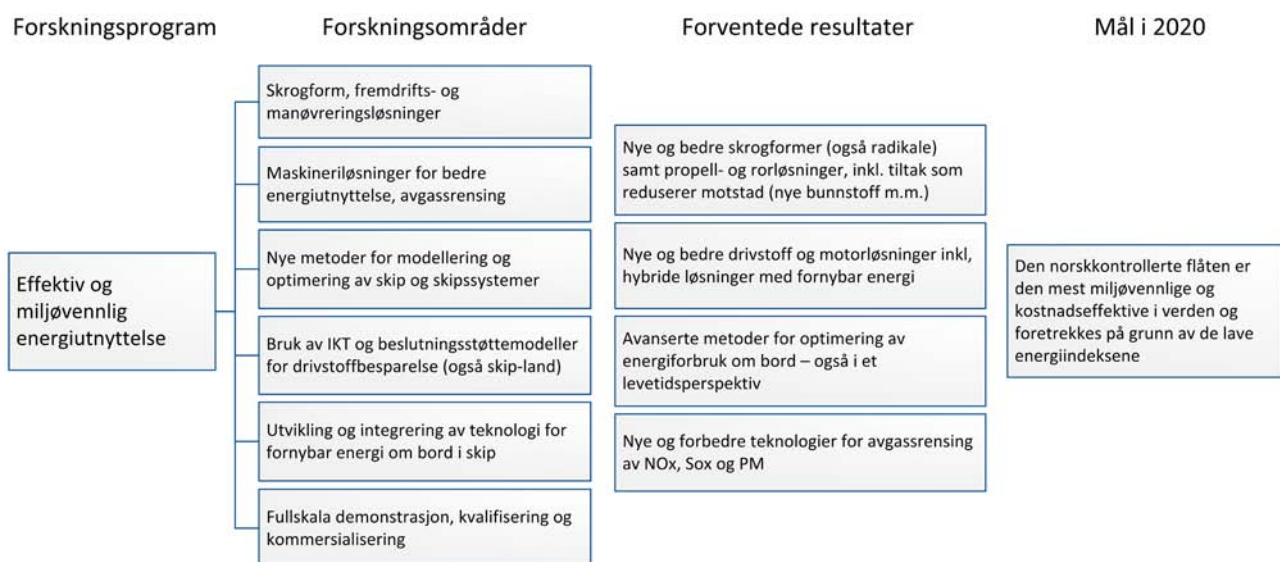 Forskningsprogram
Forskningsområder
Forventede resultater
Mål i 2020
Effektiv og
miljøvennlig
energiutnyttelse
Skrogform, fremdrifts- og
manøvreringsløsninger
Maskineriløsninger for bedre
energiutnyttelse, avgassrensing
Nye metoder for modellering og
optimering av skip og skipssystemer
Bruk av IKT og beslutningsstøttemodeller
for drivstoffbesparelse (også skip-land)
Utvikling og integrering av teknologi for
fornybar energi om bord i skip
Fullskala demonstrasjon, kvalifisering og
kommersialisering
Nye og bedre skrogformer (også radikale)
samt propell- og rorløsninger, inkl. tiltak som
reduserer motstad (nye bunnstoff m.m.)
Nye og bedre drivstoff og motorløsninger inkl,
hybride løsninger med fornybar energi
Avanserte metoder for optimering av
energiforbruk om bord – også i et
levetidsperspektiv
Nye og forbedre teknologier for avgassrensing
av NOx, Sox og PM
Den norskkontrollerte flåten er
den mest miljøvennlige og
kostnadseffektive i verden og
foretrekkes på grunn av de lave
energiindeksene